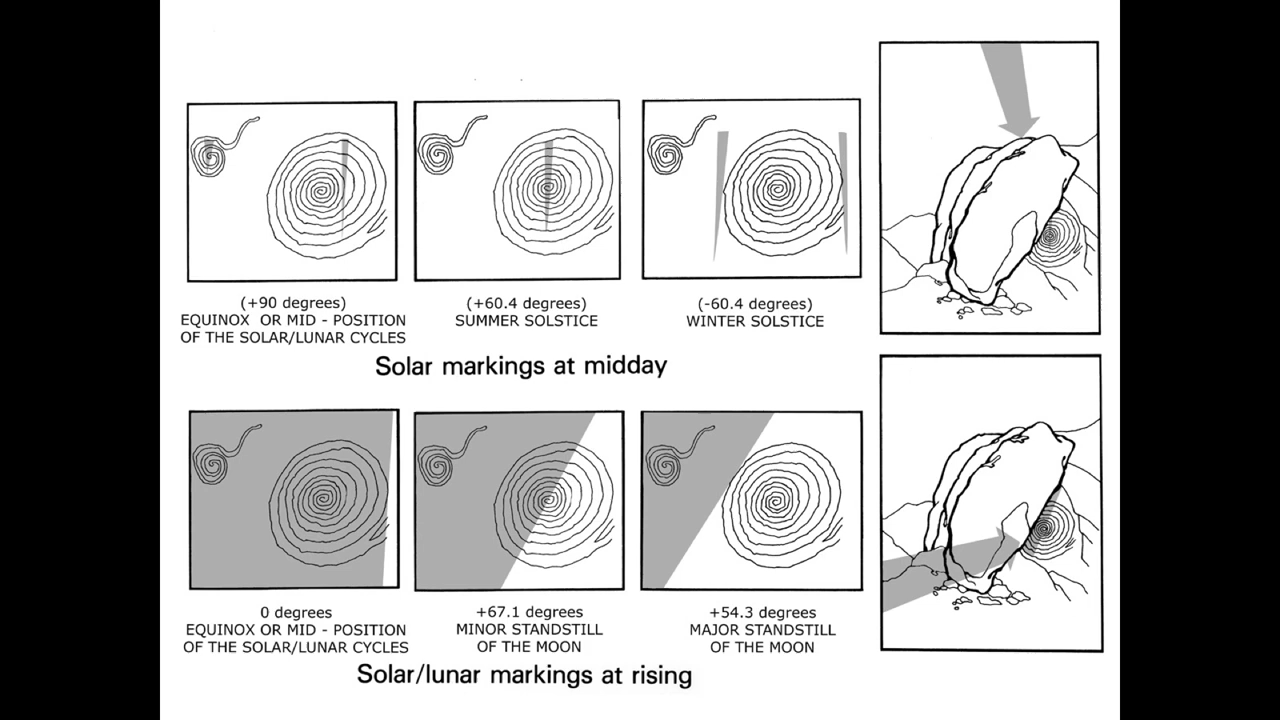 (+90 degrees)
EQUINOX OR MID - POSITION
OF THE SOLAR/LUNAR CYCLES
(+60.4 degrees)
SUMMER SOLSTICE
(-60.4 degrees)
WINTER SOLSTICE
Solar markings at midday
0 degrees
EQUINOX OR MID - POSITION
OF THE SOLAR/LUNAR CYCLES
+67.1 degrees
MINOR STANDSTILL
OF THE MOON
+54.3 degrees
MAJOR STANDSTILL
OF THE MOON
Solar/lunar markings at rising